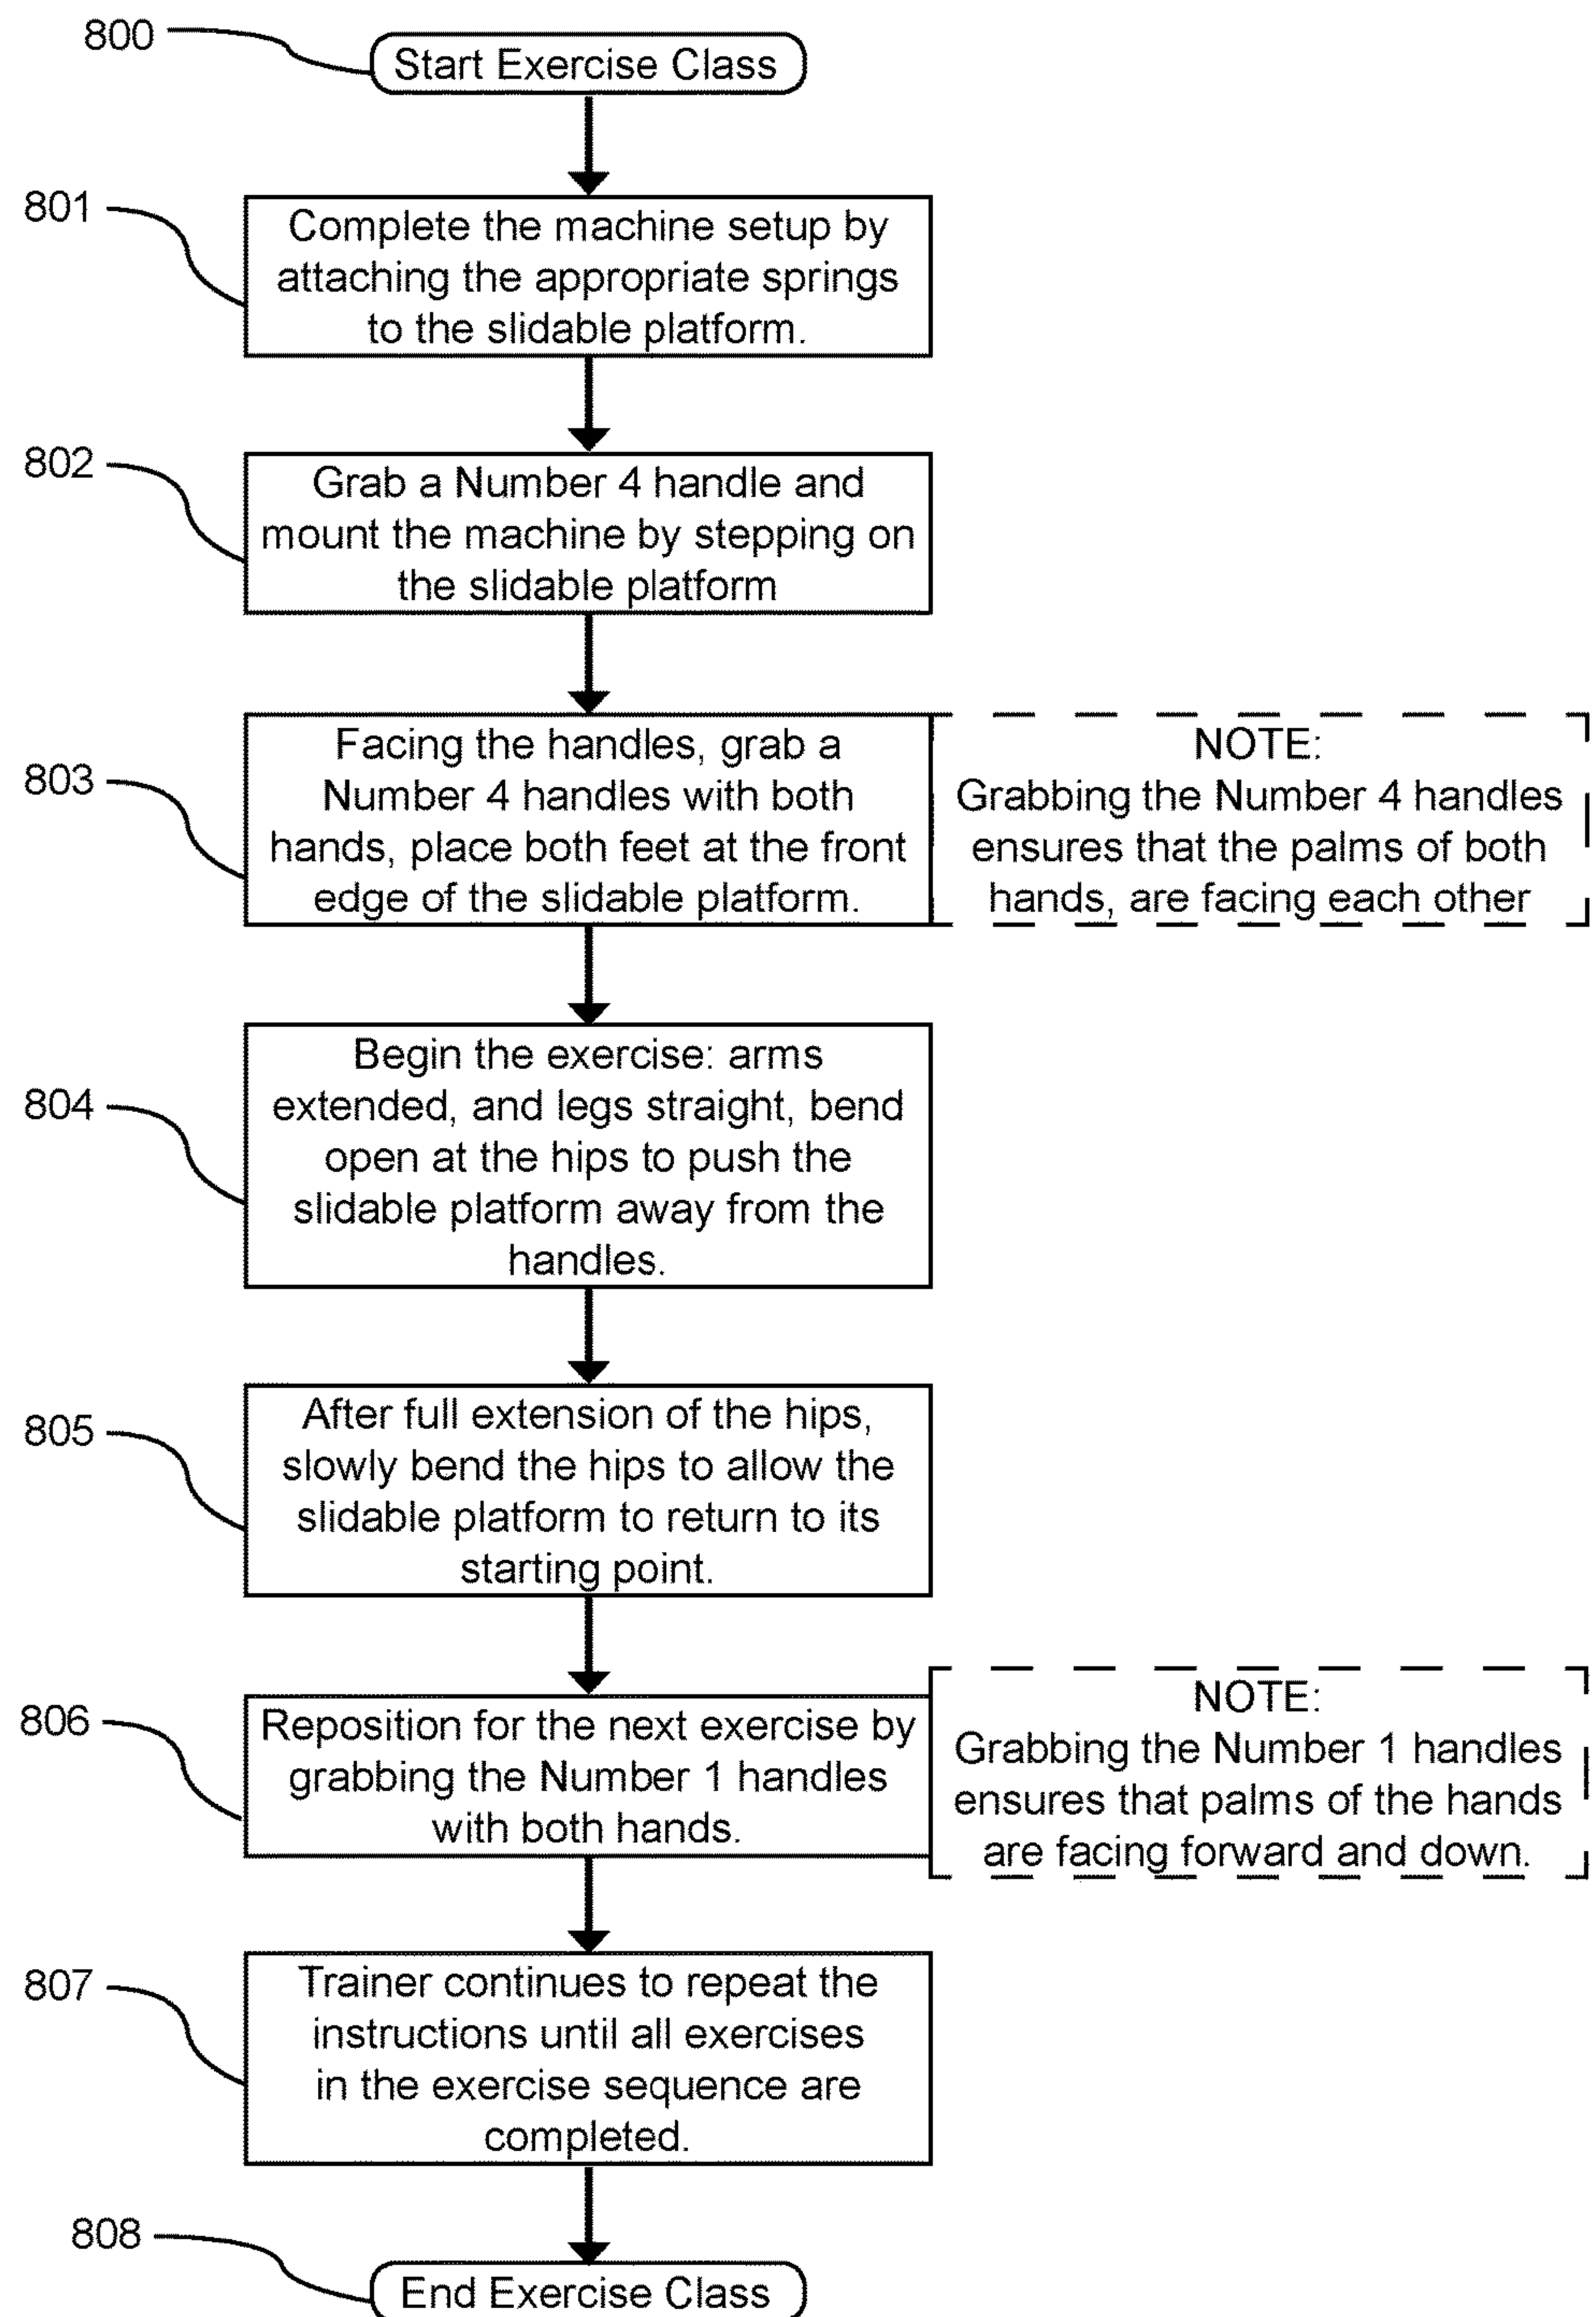 800
Start Exercise Class
801
Complete the machine setup by
attaching the appropriate springs
to the slidable platform.
802
Grab a Number 4 handle and
mount the machine by stepping on
the slidable platform
803
Facing the handles, grab a
Number 4 handles with both
hands, place both feet at the front
edge of the slidable platform.
NOTE:
Grabbing the Number 4 handles
ensures that the palms of both
hands, are facing each other
804
Begin the exercise: arms
extended, and legs straight, bend
open at the hips to push the
slidable platform away from the
handles.
805
After full extension of the hips,
slowly bend the hips to allow the
slidable platform to return to its
starting point.
806
Reposition for the next exercise by
grabbing the Number 1 handles
with both hands.
NOTE:
Grabbing the Number 1 handles
ensures that palms of the hands
are facing forward and down.
807
Trainer continues to repeat the
instructions until all exercises
in the exercise sequence are
completed.
808
End Exercise Class